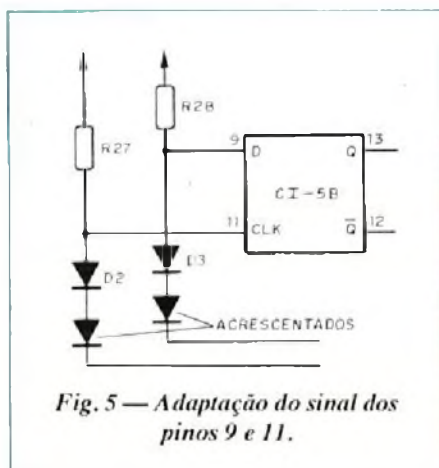 R28
R27
9
D
Q
13
CI-5B
11
CLK
Q̅
12
D2
D3
ACRESCENTADOS
Fig. 5 — Adaptação do sinal dos
pinos 9 e 11.